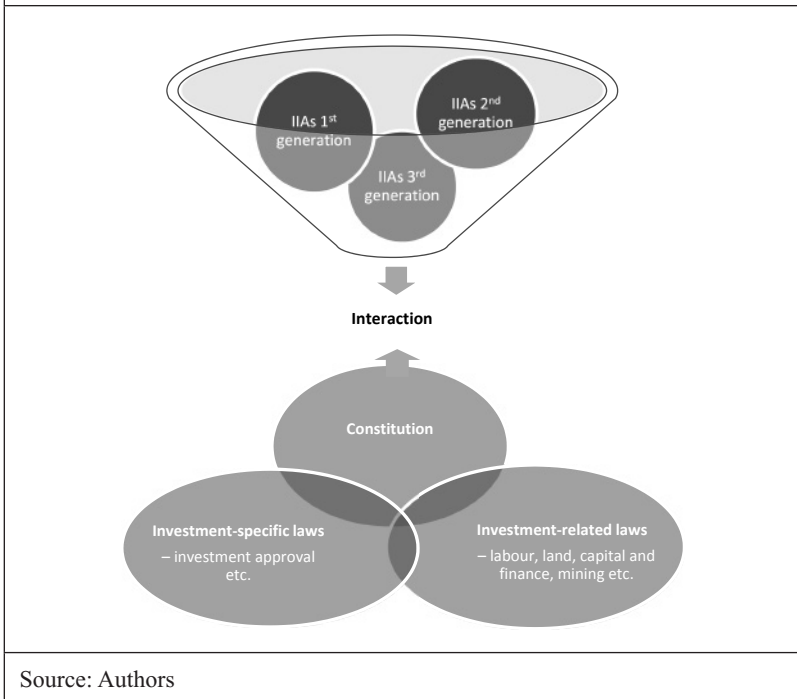 IIAs 1st
generation
IIAs 2nd
generation
IIAs 3rd
generation
Interaction
Constitution
Investment-specific laws
– investment approval
etc.
Investment-related laws
– labour, land, capital and
finance, mining etc.
Source: Authors